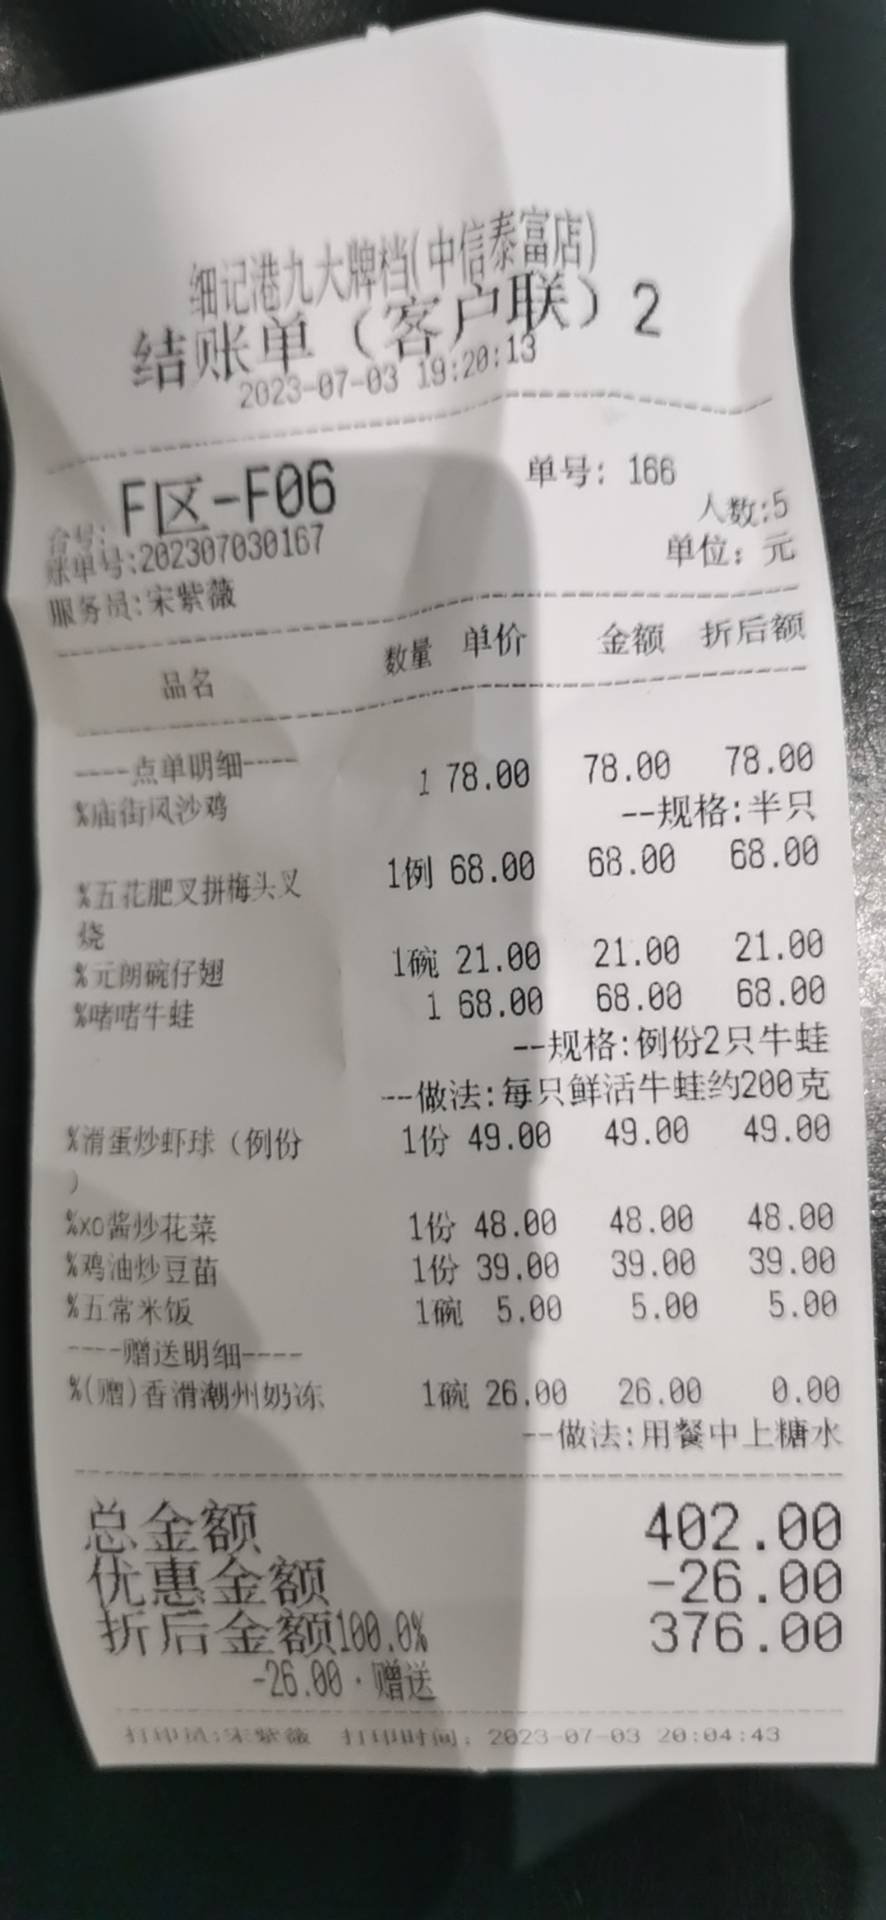 细记港九大牌档(中信泰富店)
结账单（客户联）2
2023-07-03 19:20:13
台号: F区-F06 单号: 166
人数:5
账单号:202307030167 单位: 元
服务员:宋紫薇
品名 数量 单价 金额 折后额
----点单明细----
%庙街风沙鸡 1 78.00 78.00 78.00
--规格:半只
%五花肥叉拼梅头叉 1例 68.00 68.00 68.00
烧
%元朗碗仔翅 1碗 21.00 21.00 21.00
%啫啫牛蛙 1 68.00 68.00 68.00
--规格:例份2只牛蛙
--做法:每只鲜活牛蛙约200克
%滑蛋炒虾球（例份 1份 49.00 49.00 49.00
）
%xo酱炒花菜 1份 48.00 48.00 48.00
%鸡油炒豆苗 1份 39.00 39.00 39.00
%五常米饭 1碗 5.00 5.00 5.00
----赠送明细----
%(赠)香滑潮州奶冻 1碗 26.00 26.00 0.00
--做法:用餐中上糖水
总金额 402.00
优惠金额 -26.00
折后金额100.0% 376.00
-26.00·赠送
打印员:宋紫薇 打印时间: 2023-07-03 20:04:43